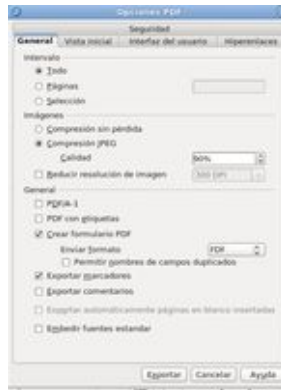 Opciones PDF
Seguridad
General Vista inicial Interfaz del usuario Hiperenlaces
Intervalo
Todo
Páginas
Selección
Imágenes
Compresión sin pérdida
Compresión JPEG
Calidad 90%
Reducir resolución de imagen 300 DPI
General
PDF/A-1
PDF con etiquetas
Crear formulario PDF
Enviar formato PDF
Permitir nombres de campos duplicados
Exportar marcadores
Exportar comentarios
Exportar automáticamente páginas en blanco insertadas
Embedir fuentes estandar
Exportar Cancelar Ayuda